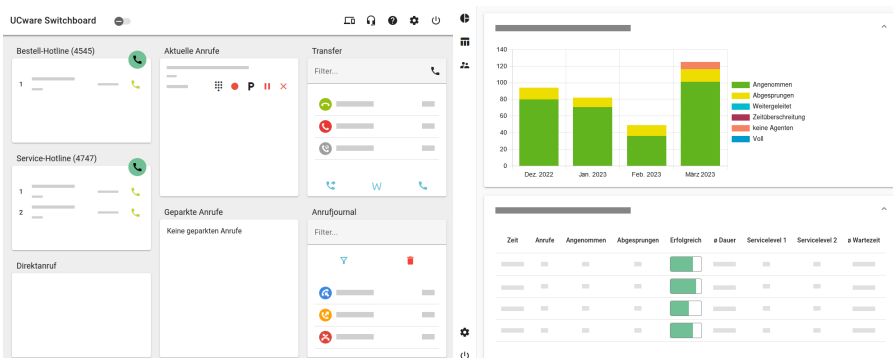 UCware Switchboard
Bestell-Hotline (4545)
1
Service-Hotline (4747)
1
2
Direktanruf
Aktuelle Anrufe
P
Geparkte Anrufe
Keine geparkten Anrufe
Transfer
Filter...
W
Anrufjournal
Filter...
140
120
100
80
60
40
20
0
Dez. 2022 Jan. 2023 Feb. 2023 März 2023
Angenommen
Abgesprungen
Weitergeleitet
Zeitüberschreitung
keine Agenten
Voll
Zeit Anrufe Angenommen Abgesprungen Erfolgreich ø Dauer Servicelevel 1 Servicelevel 2 ø Wartezeit